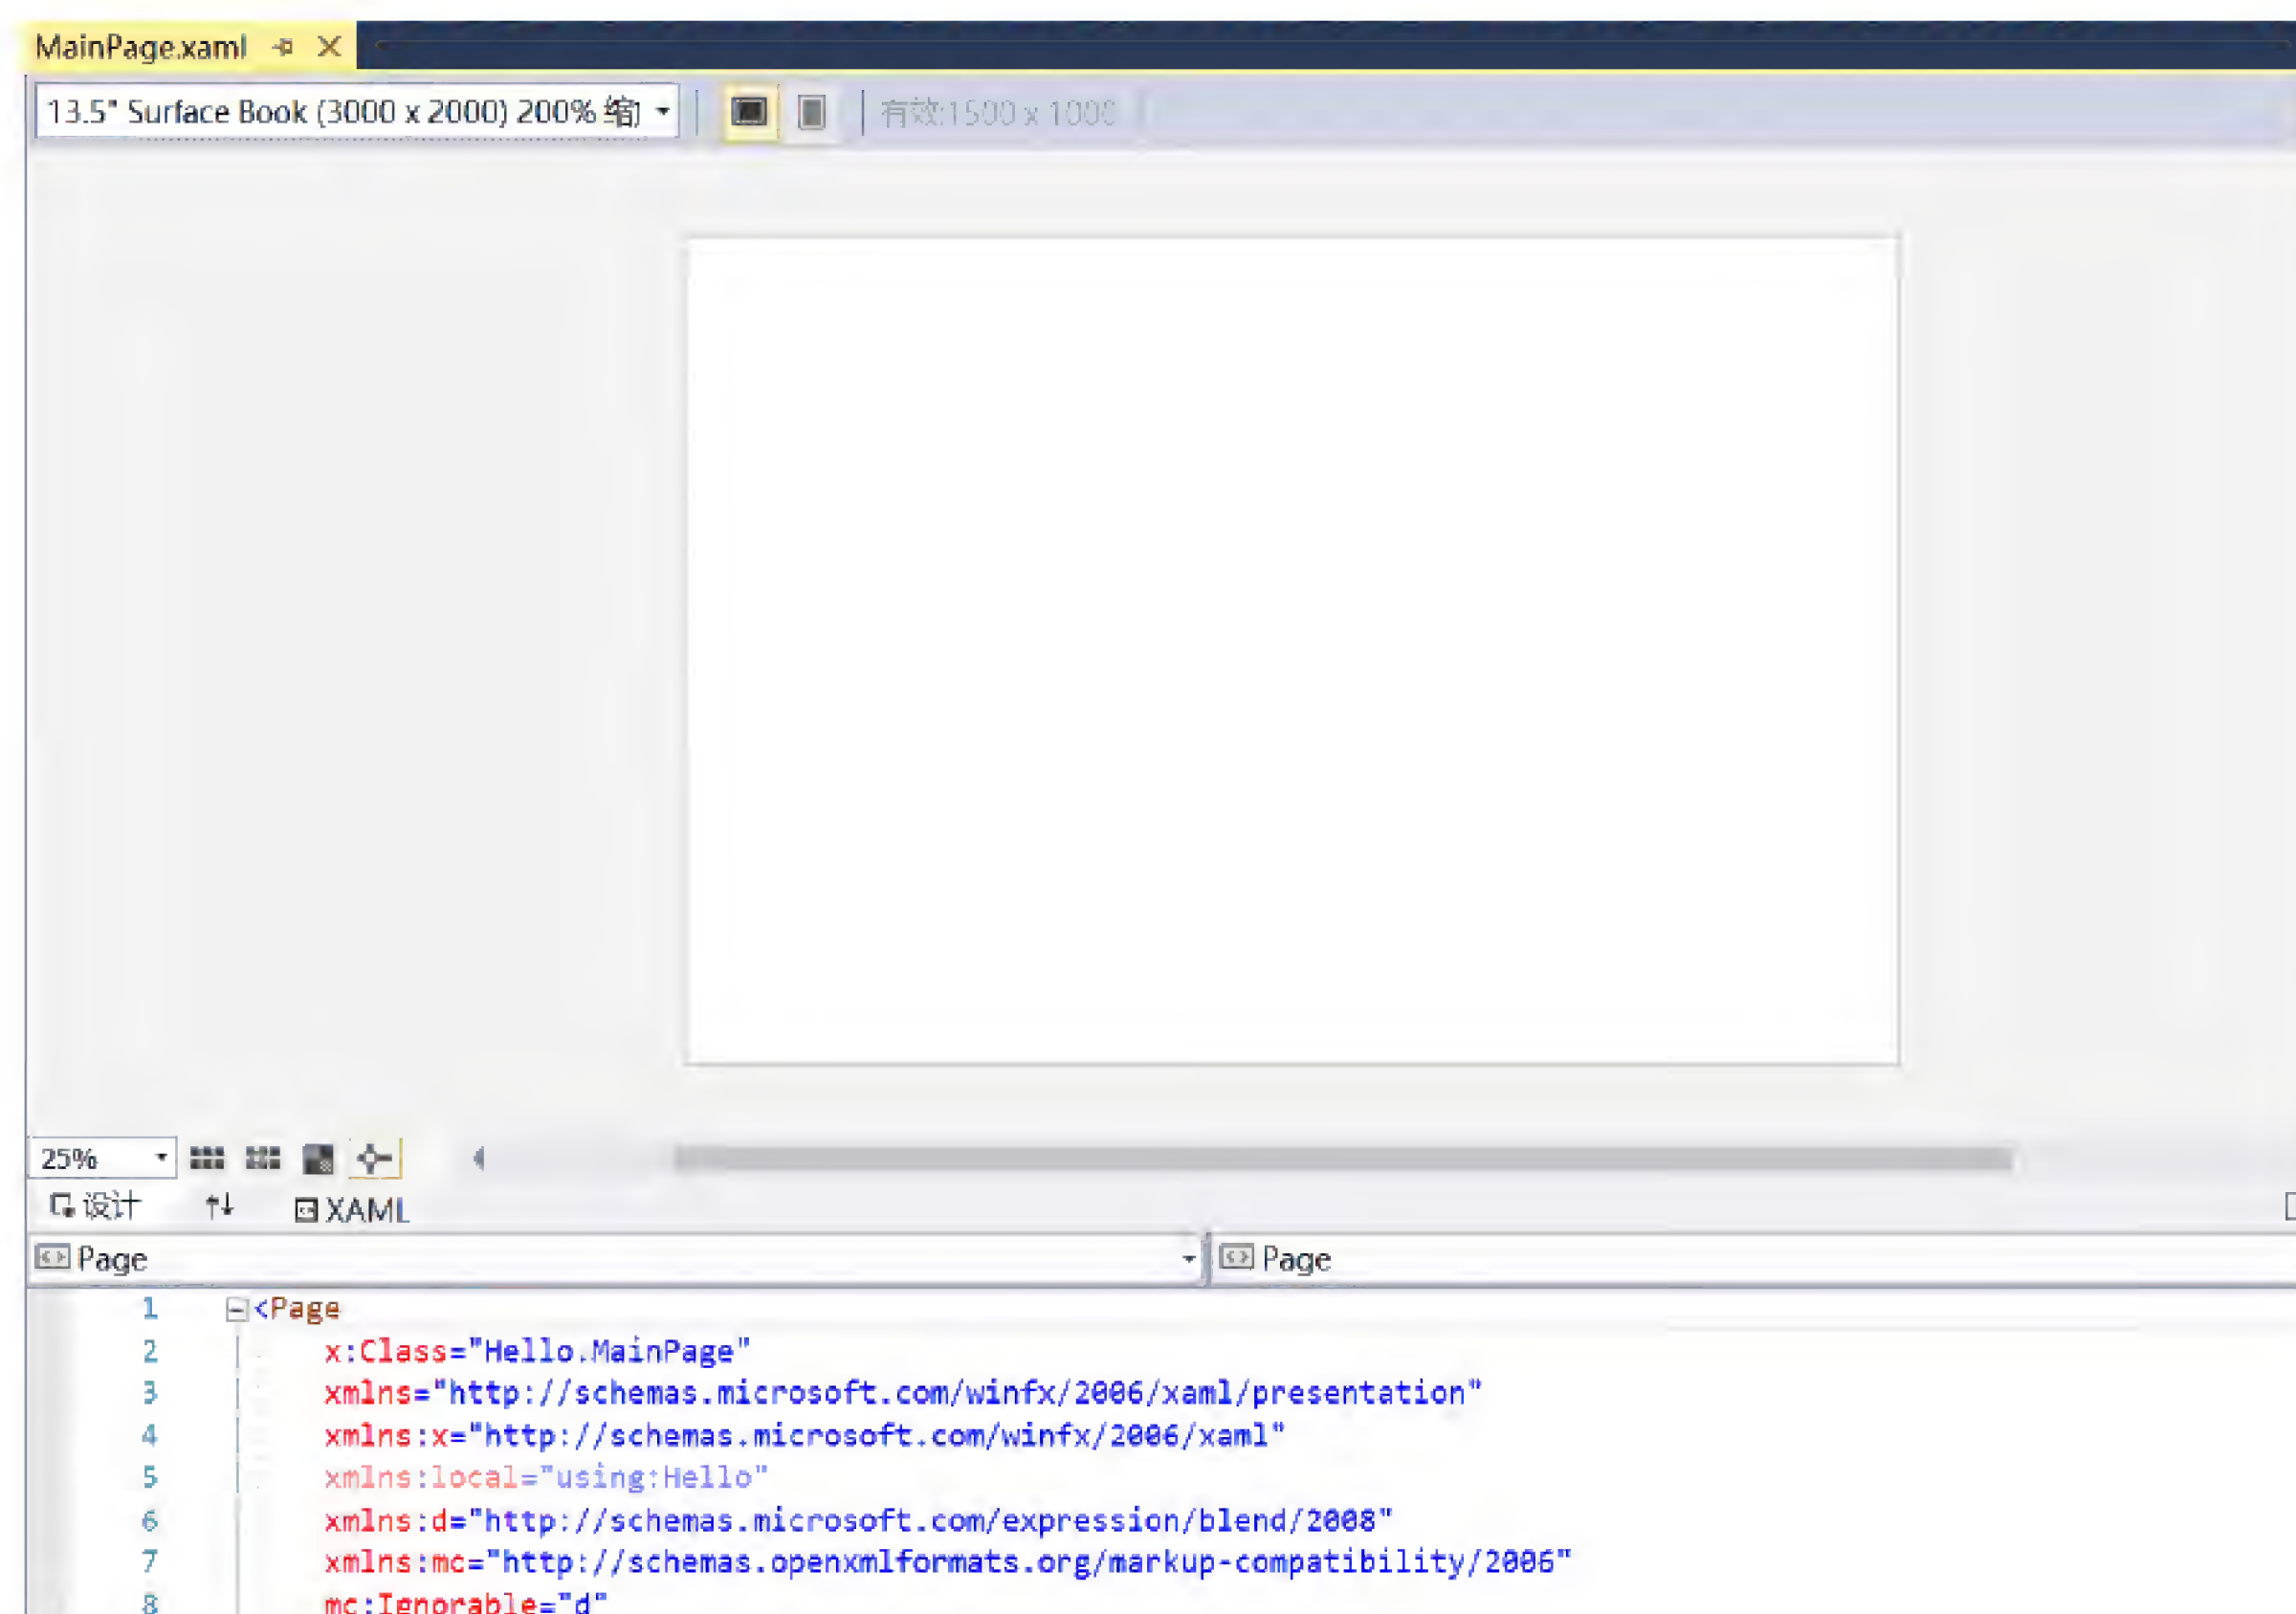 MainPage.xaml
13.5" Surface Book (3000 x 2000) 200% 缩
有效:1500 x 1000
25%
设计 XAML
Page Page
1 <Page
2 x:Class="Hello.MainPage"
3 xmlns="http://schemas.microsoft.com/winfx/2006/xaml/presentation"
4 xmlns:x="http://schemas.microsoft.com/winfx/2006/xaml"
5 xmlns:local="using:Hello"
6 xmlns:d="http://schemas.microsoft.com/expression/blend/2008"
7 xmlns:mc="http://schemas.openxmlformats.org/markup-compatibility/2006"
8 mc:Ignorable="d"